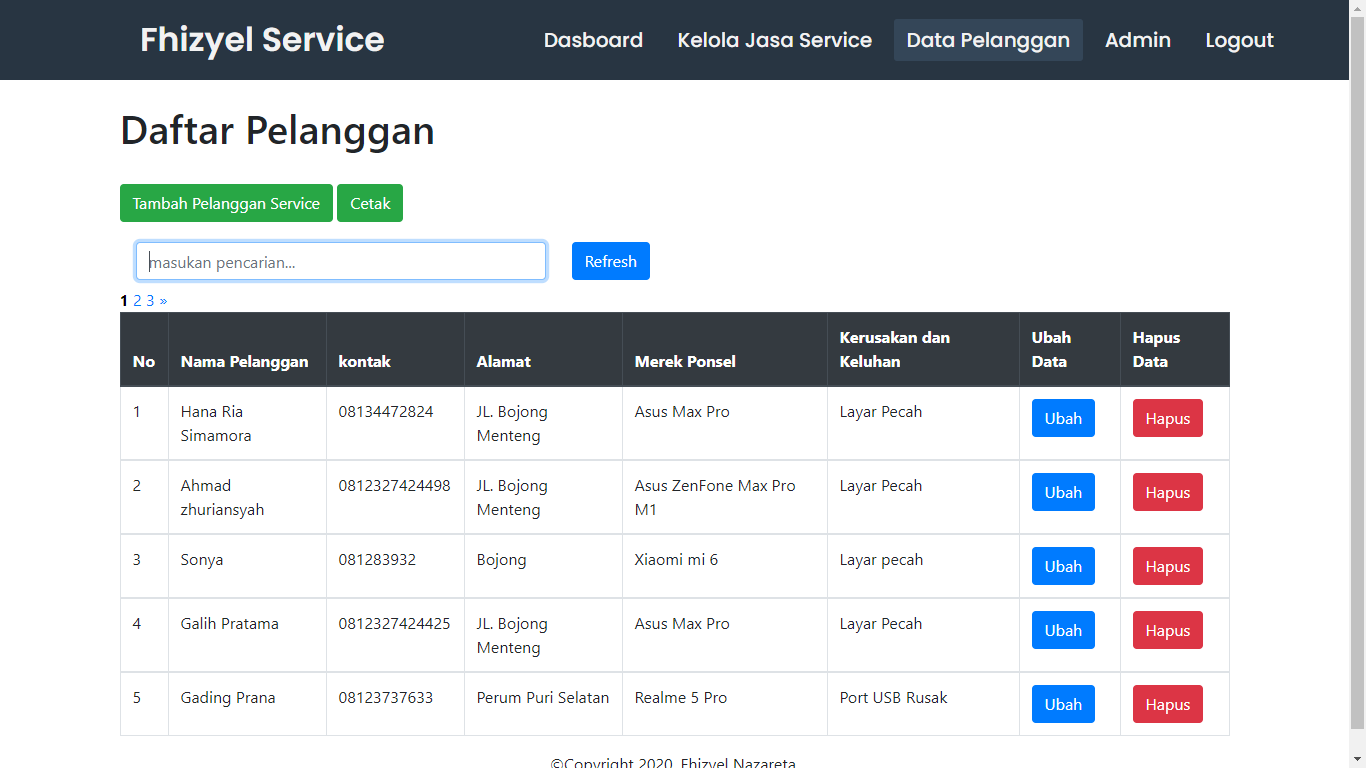 Fhizyel Service Dasboard Kelola Jasa Service Data Pelanggan Admin Logout
Daftar Pelanggan
Tambah Pelanggan Service Cetak
masukan pencarian... Refresh
1 2 3 »
No Nama Pelanggan kontak Alamat Merek Ponsel Kerusakan dan Keluhan Ubah Data Hapus Data
1 Hana Ria Simamora 08134472824 JL. Bojong Menteng Asus Max Pro Layar Pecah Ubah Hapus
2 Ahmad zhuriansyah 0812327424498 JL. Bojong Menteng Asus ZenFone Max Pro M1 Layar Pecah Ubah Hapus
3 Sonya 081283932 Bojong Xiaomi mi 6 Layar pecah Ubah Hapus
4 Galih Pratama 0812327424425 JL. Bojong Menteng Asus Max Pro Layar Pecah Ubah Hapus
5 Gading Prana 08123737633 Perum Puri Selatan Realme 5 Pro Port USB Rusak Ubah Hapus
©Copyright 2020. Fhizyel Nazareta